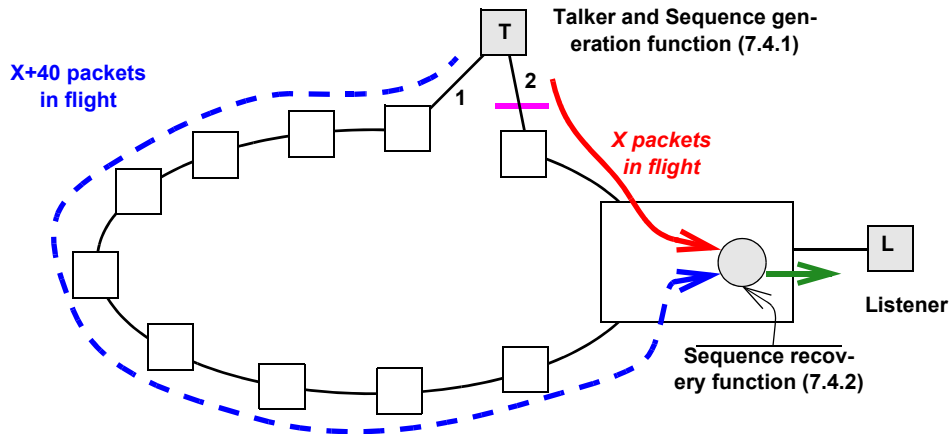 T
Talker and Sequence gen-
eration function (7.4.1)
X+40 packets
in flight
1
2
X packets
in flight
L
Listener
Sequence recov-
ery function (7.4.2)